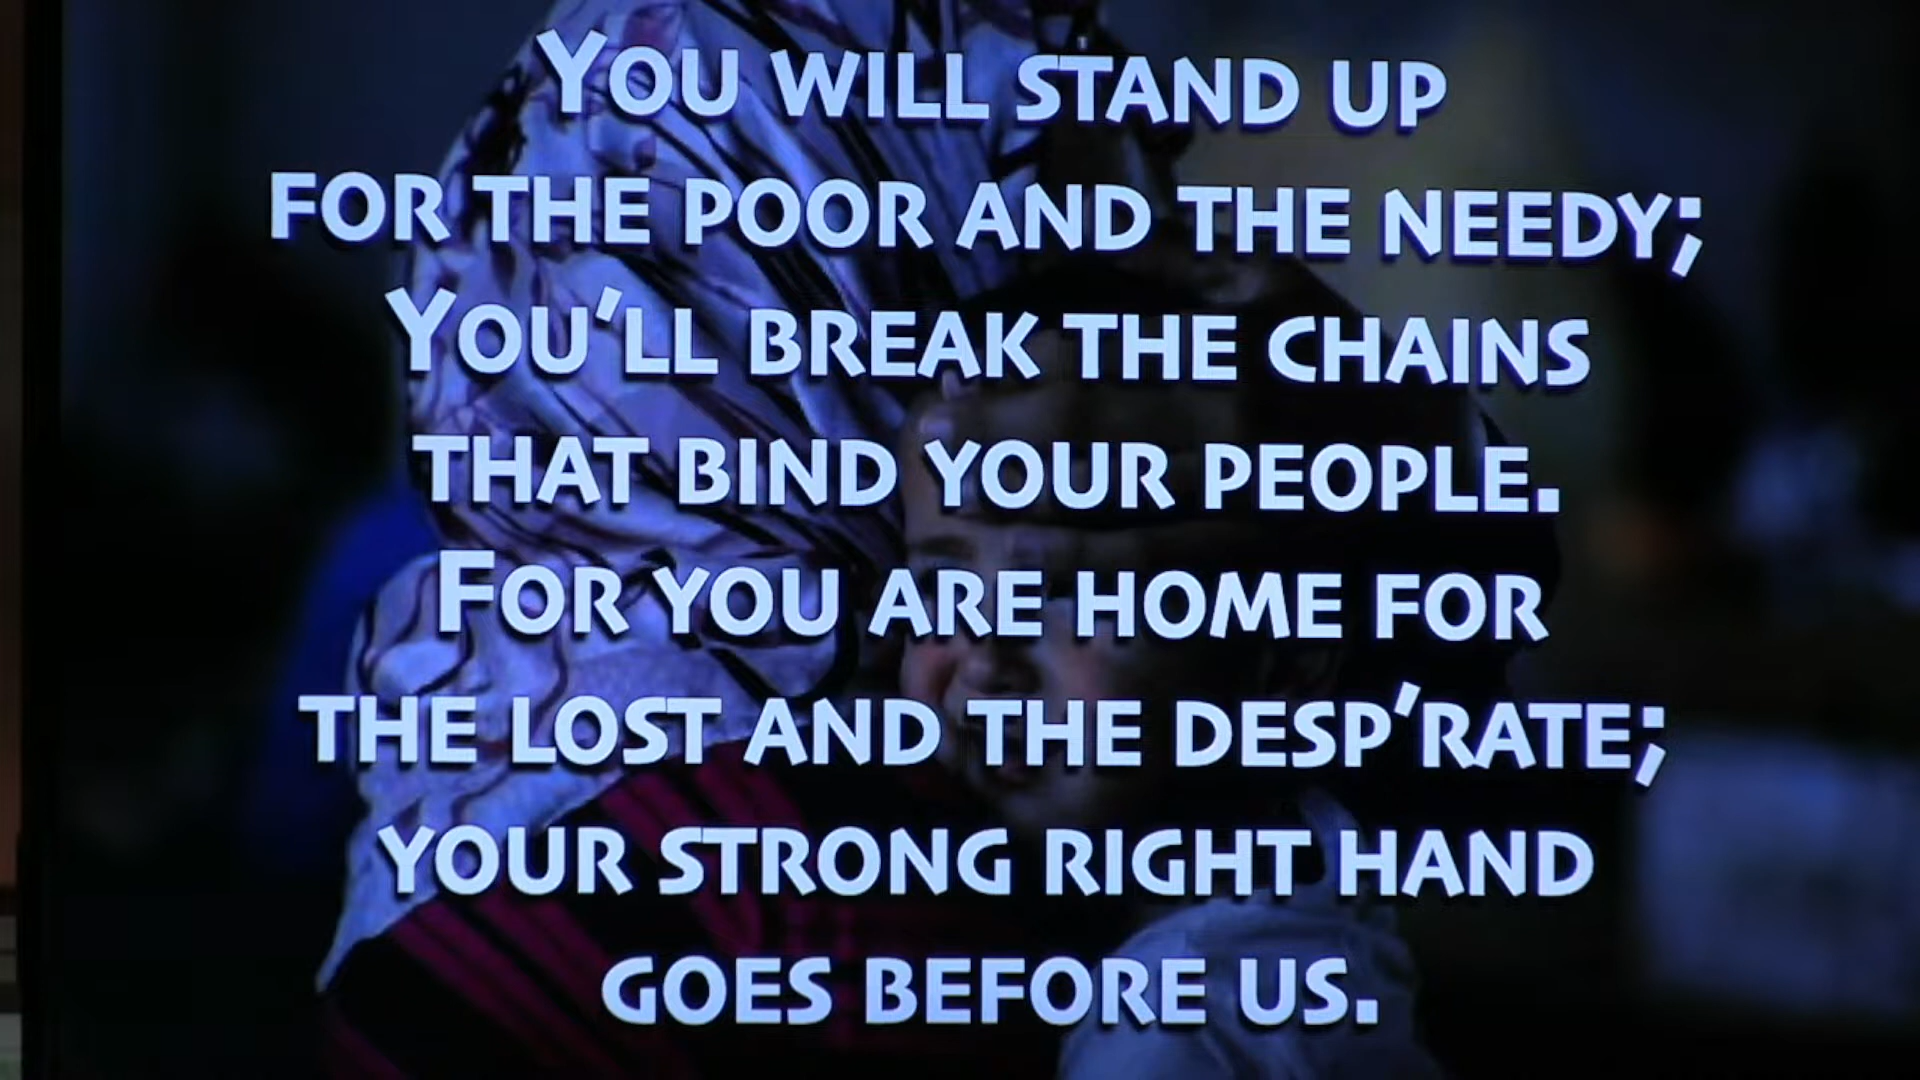 You will stand up
for the poor and the needy;
You'll break the chains
that bind your people.
For you are home for
the lost and the desp'rate;
your strong right hand
goes before us.